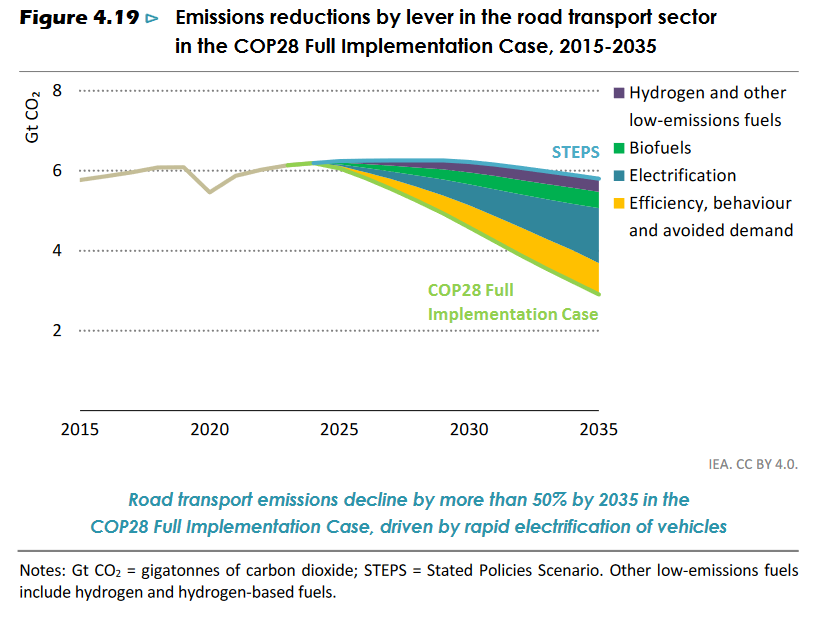 Figure 4.19 ▷ Emissions reductions by lever in the road transport sector
in the COP28 Full Implementation Case, 2015-2035
Gt CO₂
8
6
4
2
2015 2020 2025 2030 2035
STEPS
COP28 Full
Implementation Case
Hydrogen and other
low-emissions fuels
Biofuels
Electrification
Efficiency, behaviour
and avoided demand
IEA. CC BY 4.0.
Road transport emissions decline by more than 50% by 2035 in the
COP28 Full Implementation Case, driven by rapid electrification of vehicles
Notes: Gt CO₂ = gigatonnes of carbon dioxide; STEPS = Stated Policies Scenario. Other low-emissions fuels
include hydrogen and hydrogen-based fuels.